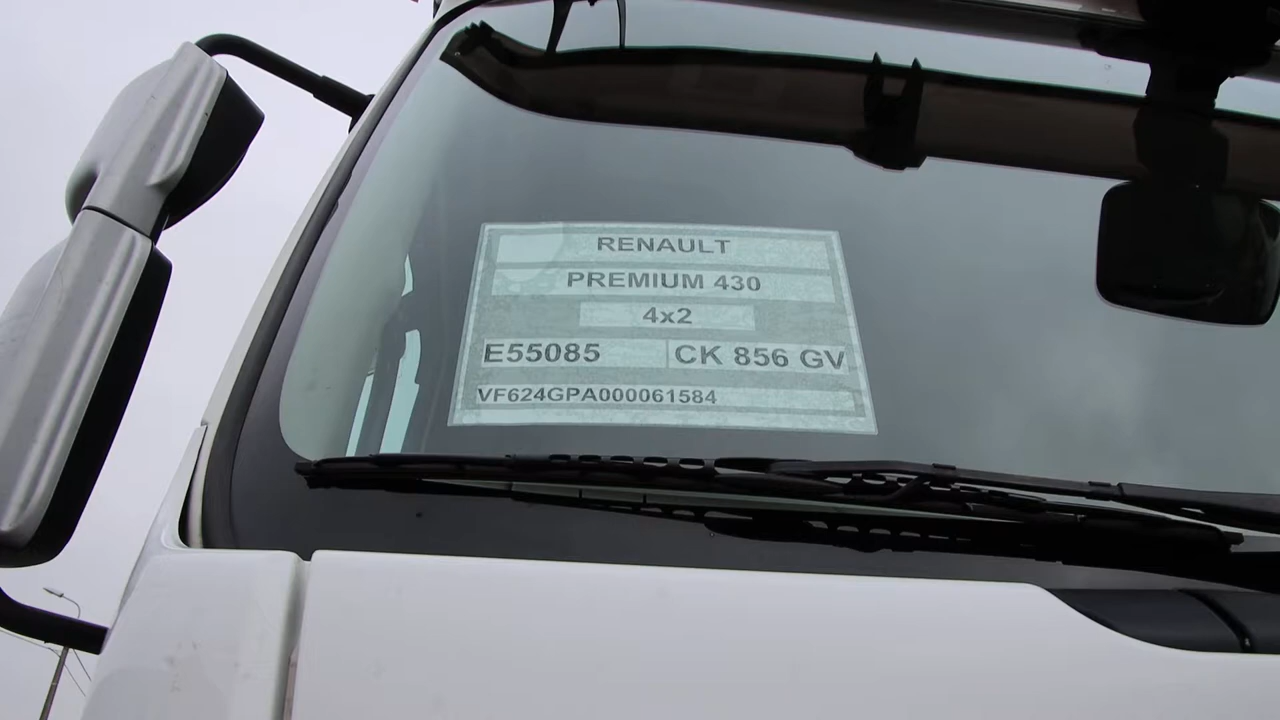 RENAULT
PREMIUM 430
4x2
E55085 CK 856 GV
VF624GPA000061584